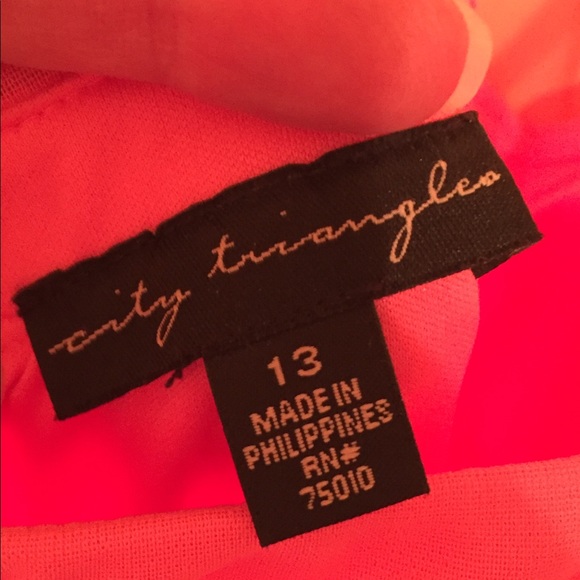 city triangles
13
MADE IN
PHILIPPINES
RN#
75010